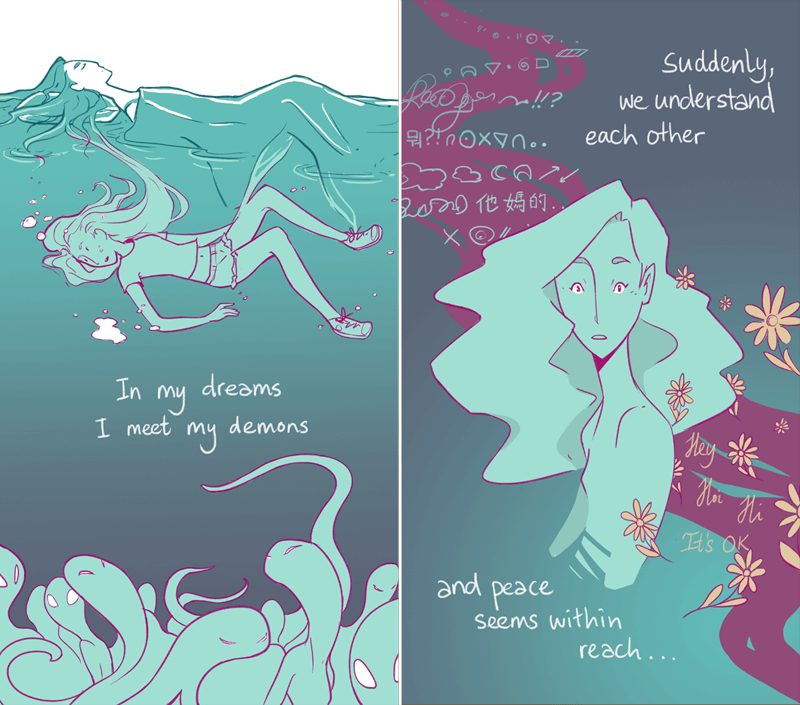 In my dreams
I meet my demons
Suddenly,
we understand
each other
!!?
뭐?!
他媽的..
Hey
Hoi
Hi
It's OK
and peace
seems within
reach...